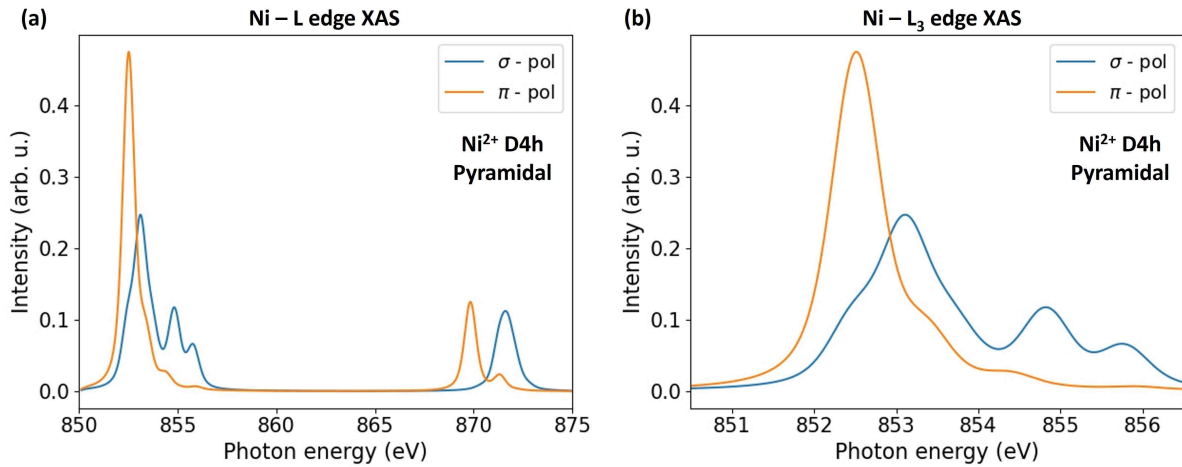 (a)
Ni – L edge XAS
Intensity (arb. u.)
0.4
0.3
0.2
0.1
0.0
σ - pol
π - pol
Ni²⁺ D4h
Pyramidal
850
855
860
865
870
875
Photon energy (eV)
(b)
Ni – L₃ edge XAS
Intensity (arb. u.)
0.4
0.3
0.2
0.1
0.0
σ - pol
π - pol
Ni²⁺ D4h
Pyramidal
851
852
853
854
855
856
Photon energy (eV)